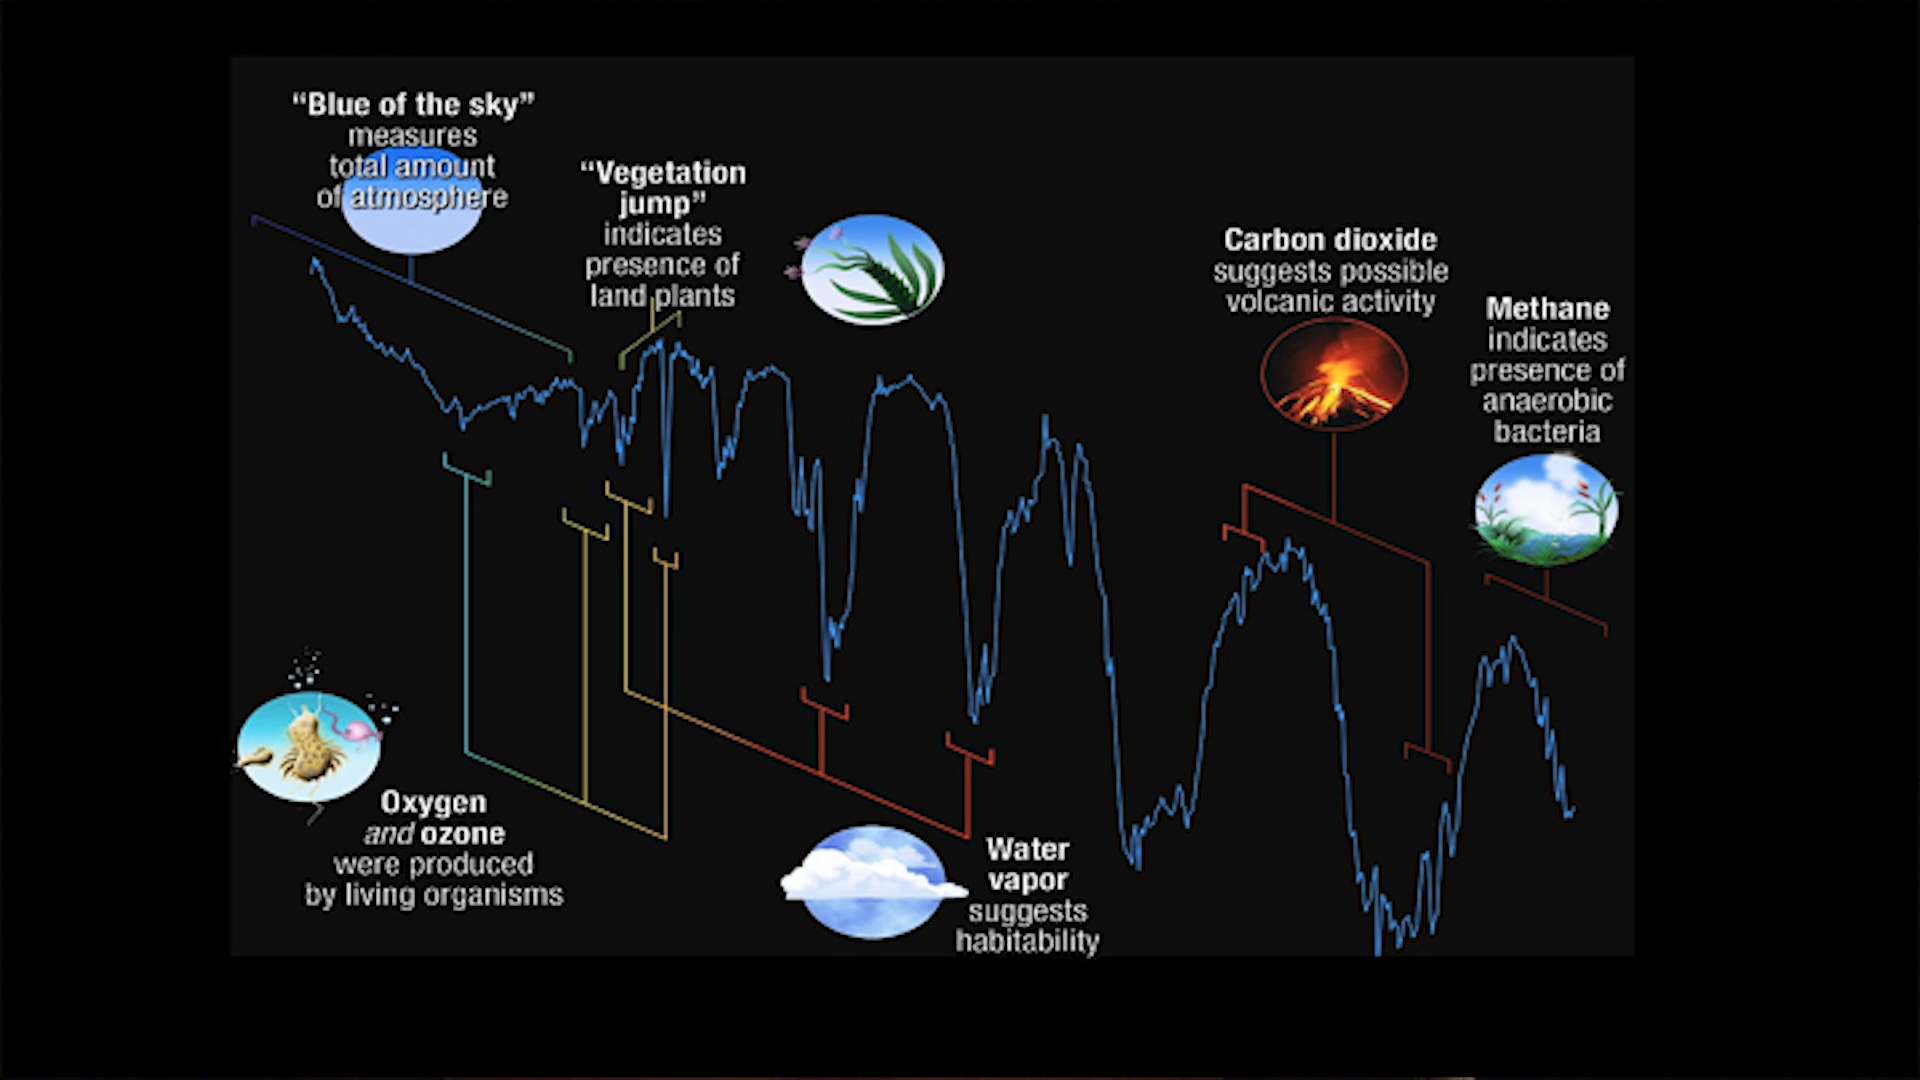 “Blue of the sky”
measures
total amount
of atmosphere
“Vegetation
jump”
indicates
presence of
land plants
Carbon dioxide
suggests possible
volcanic activity
Methane
indicates
presence of
anaerobic
bacteria
Oxygen
and ozone
were produced
by living organisms
Water
vapor
suggests
habitability